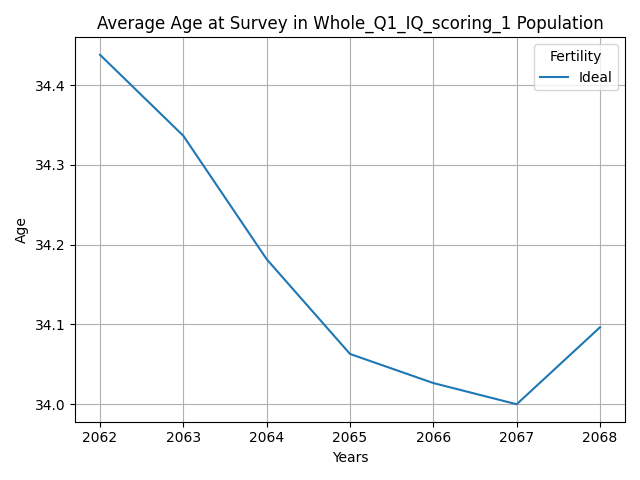 Average Age at Survey in Whole_Q1_IQ_scoring_1 Population
Fertility
Ideal
34.4
34.3
34.2
34.1
34.0
Age
2062 2063 2064 2065 2066 2067 2068
Years